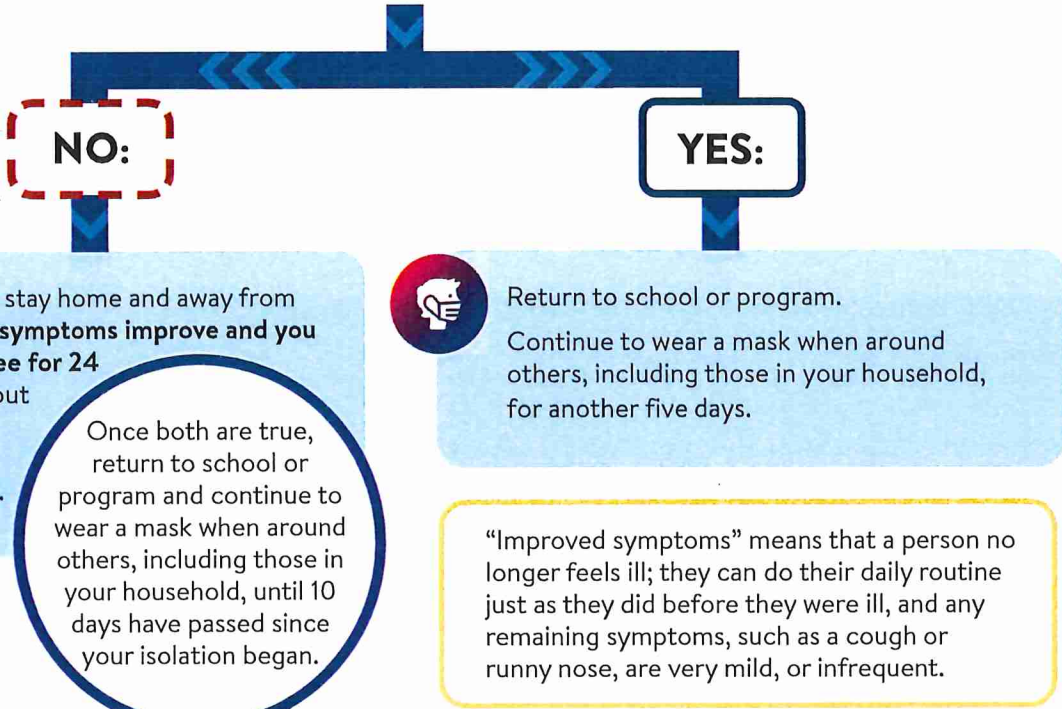 NO:
stay home and away from
symptoms improve and you
ee for 24
out
.
Once both are true,
return to school or
program and continue to
wear a mask when around
others, including those in
your household, until 10
days have passed since
your isolation began.
YES:
Return to school or program.
Continue to wear a mask when around
others, including those in your household,
for another five days.
“Improved symptoms” means that a person no
longer feels ill; they can do their daily routine
just as they did before they were ill, and any
remaining symptoms, such as a cough or
runny nose, are very mild, or infrequent.